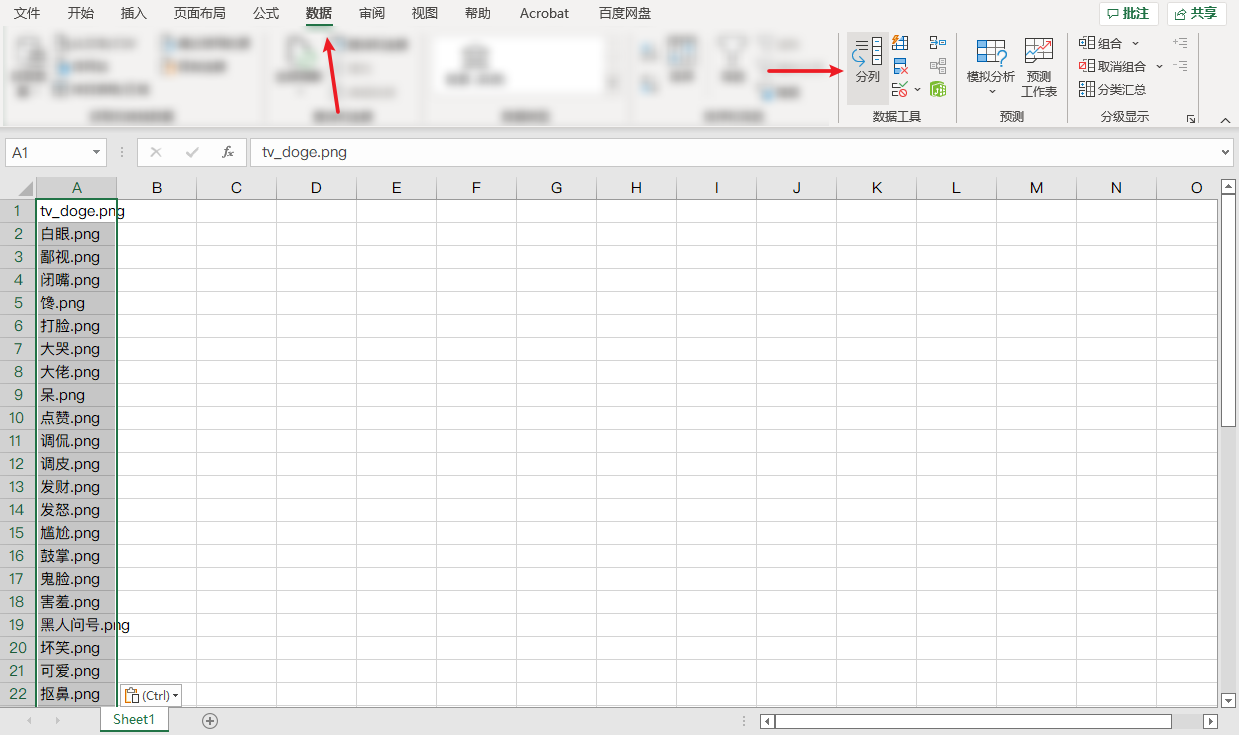 文件 开始 插入 页面布局 公式 数据 审阅 视图 帮助 Acrobat 百度网盘 批注 共享
分列
数据工具
模拟分析 预测工作表
预测
组合
取消组合
分类汇总
分级显示
A1 fx tv_doge.png
A B C D E F G H I J K L M N O
1 tv_doge.png
2 白眼.png
3 鄙视.png
4 闭嘴.png
5 馋.png
6 打脸.png
7 大哭.png
8 大佬.png
9 呆.png
10 点赞.png
11 调侃.png
12 调皮.png
13 发财.png
14 发怒.png
15 尴尬.png
16 鼓掌.png
17 鬼脸.png
18 害羞.png
19 黑人问号.png
20 坏笑.png
21 可爱.png
22 抠鼻.png (Ctrl)
Sheet1